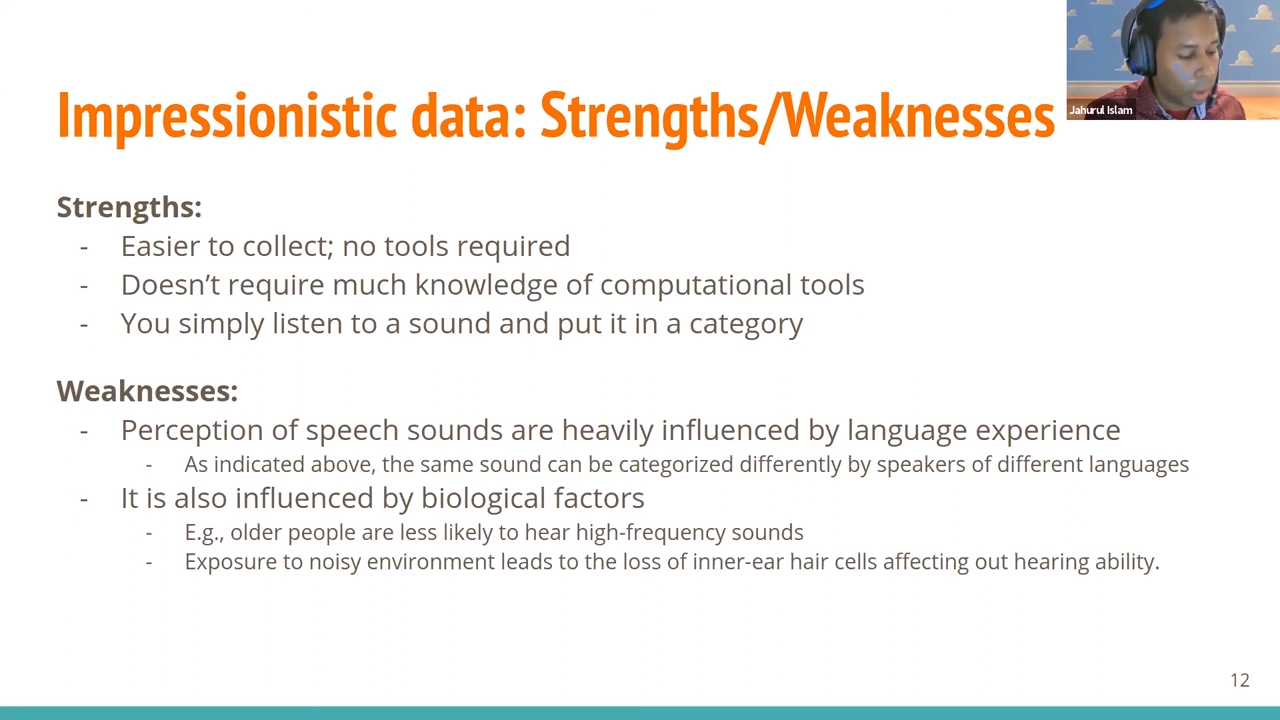 Impressionistic data: Strengths/Weaknesses
Jahurul Islam
Strengths:
- Easier to collect; no tools required
- Doesn’t require much knowledge of computational tools
- You simply listen to a sound and put it in a category
Weaknesses:
- Perception of speech sounds are heavily influenced by language experience
- As indicated above, the same sound can be categorized differently by speakers of different languages
- It is also influenced by biological factors
- E.g., older people are less likely to hear high-frequency sounds
- Exposure to noisy environment leads to the loss of inner-ear hair cells affecting out hearing ability.
12